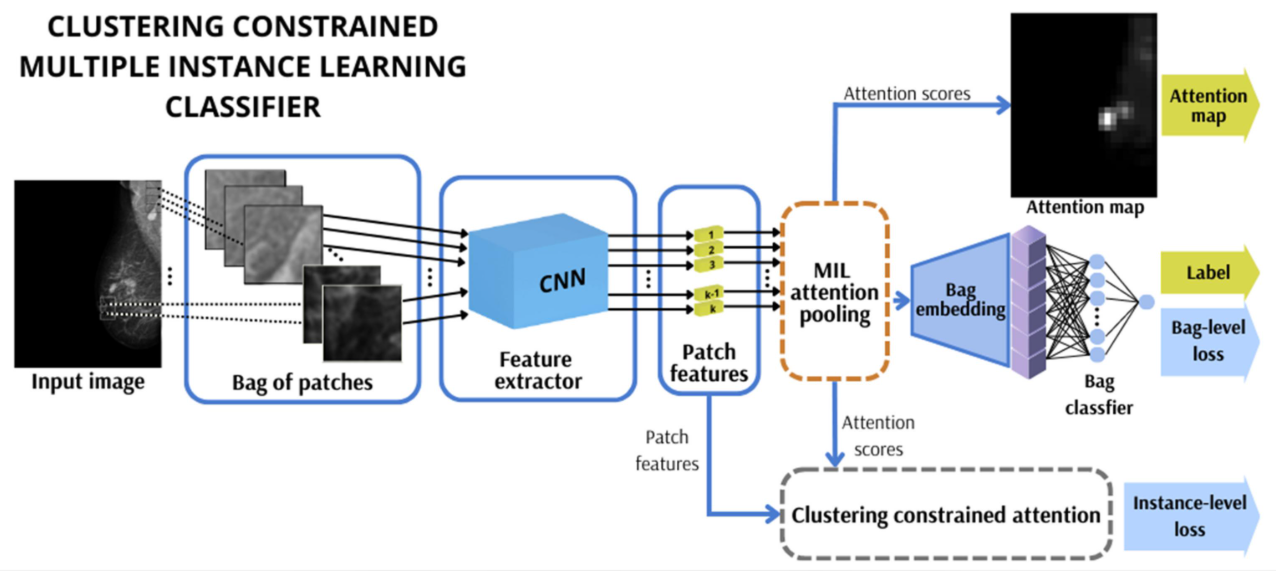 CLUSTERING CONSTRAINED
MULTIPLE INSTANCE LEARNING
CLASSIFIER
Input image
Bag of patches
CNN
Feature
extractor
1
2
3
k-1
k
Patch
features
MIL
attention
pooling
Attention scores
Attention map
Attention
map
Bag
embedding
Bag
classfier
Label
Bag-level
loss
Patch
features
Attention
scores
Clustering constrained attention
Instance-level
loss